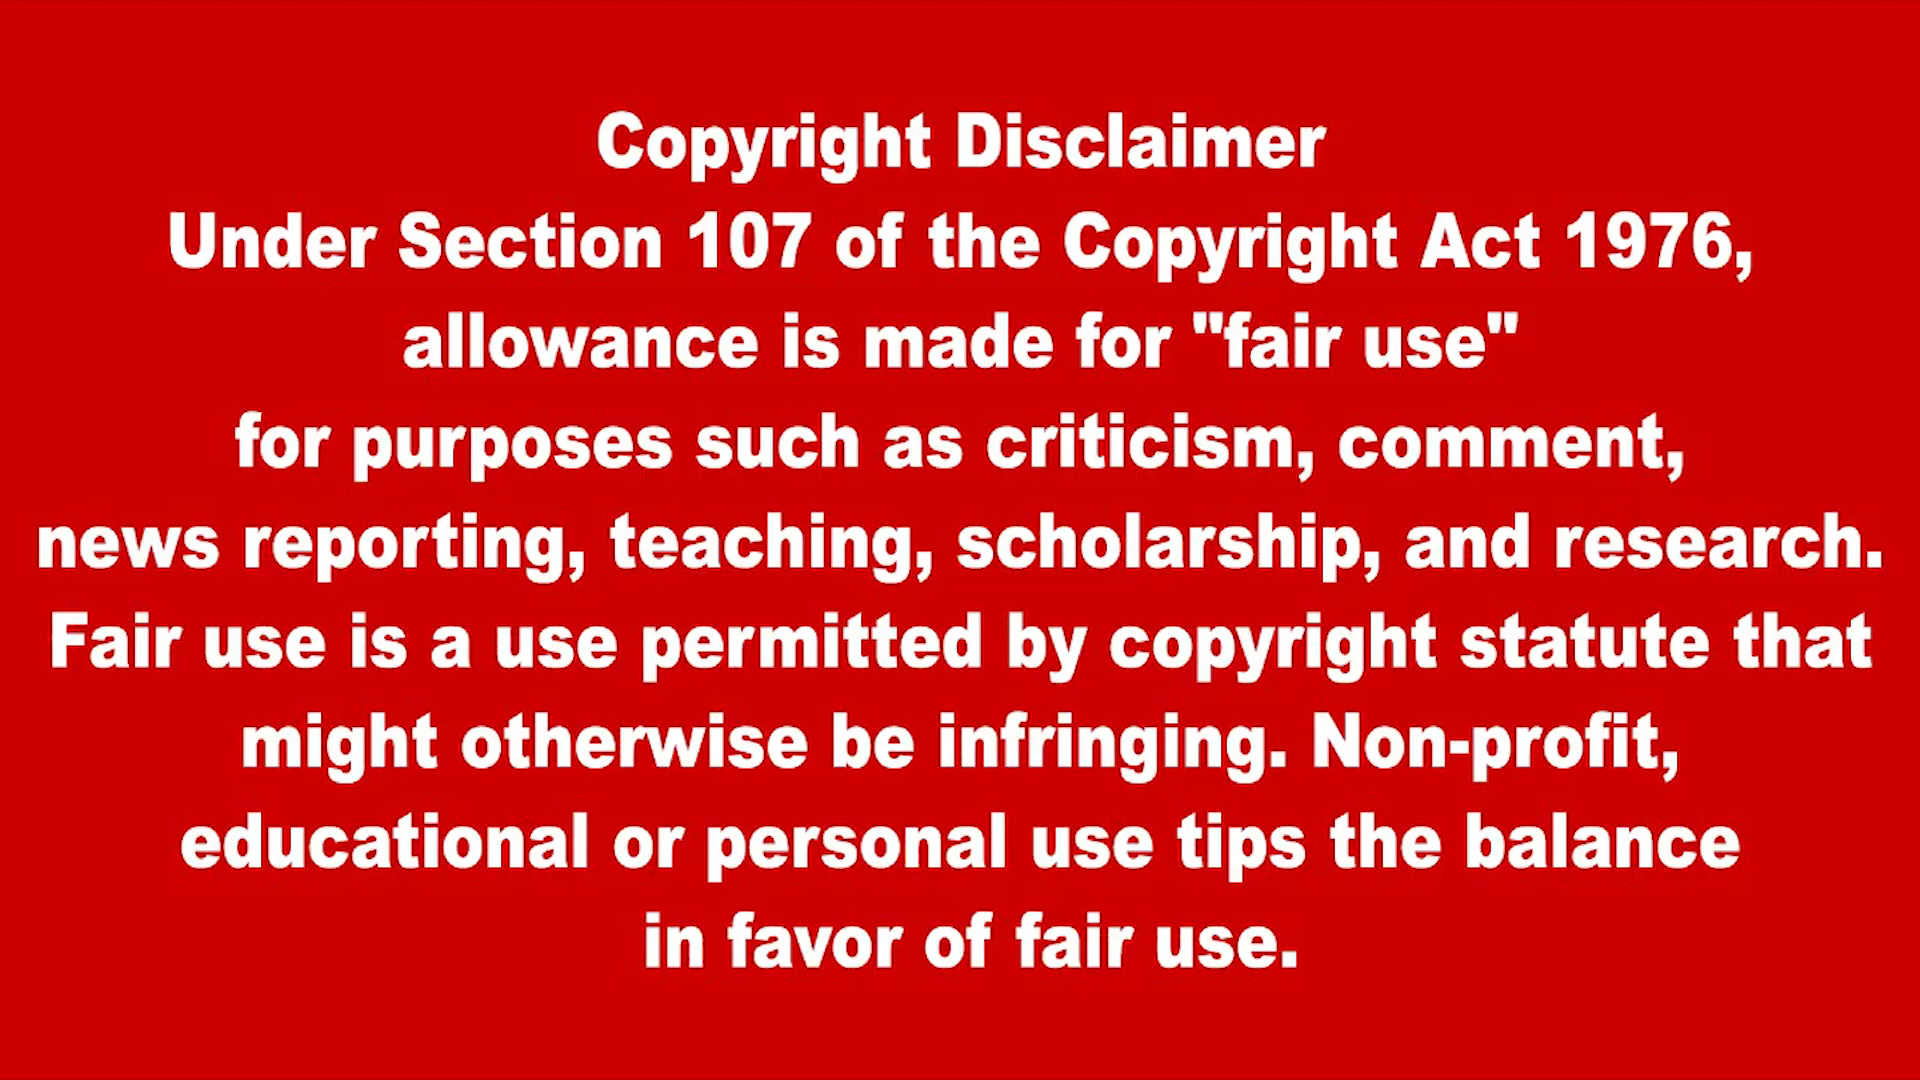 Copyright Disclaimer
Under Section 107 of the Copyright Act 1976,
allowance is made for "fair use"
for purposes such as criticism, comment,
news reporting, teaching, scholarship, and research.
Fair use is a use permitted by copyright statute that
might otherwise be infringing. Non-profit,
educational or personal use tips the balance
in favor of fair use.